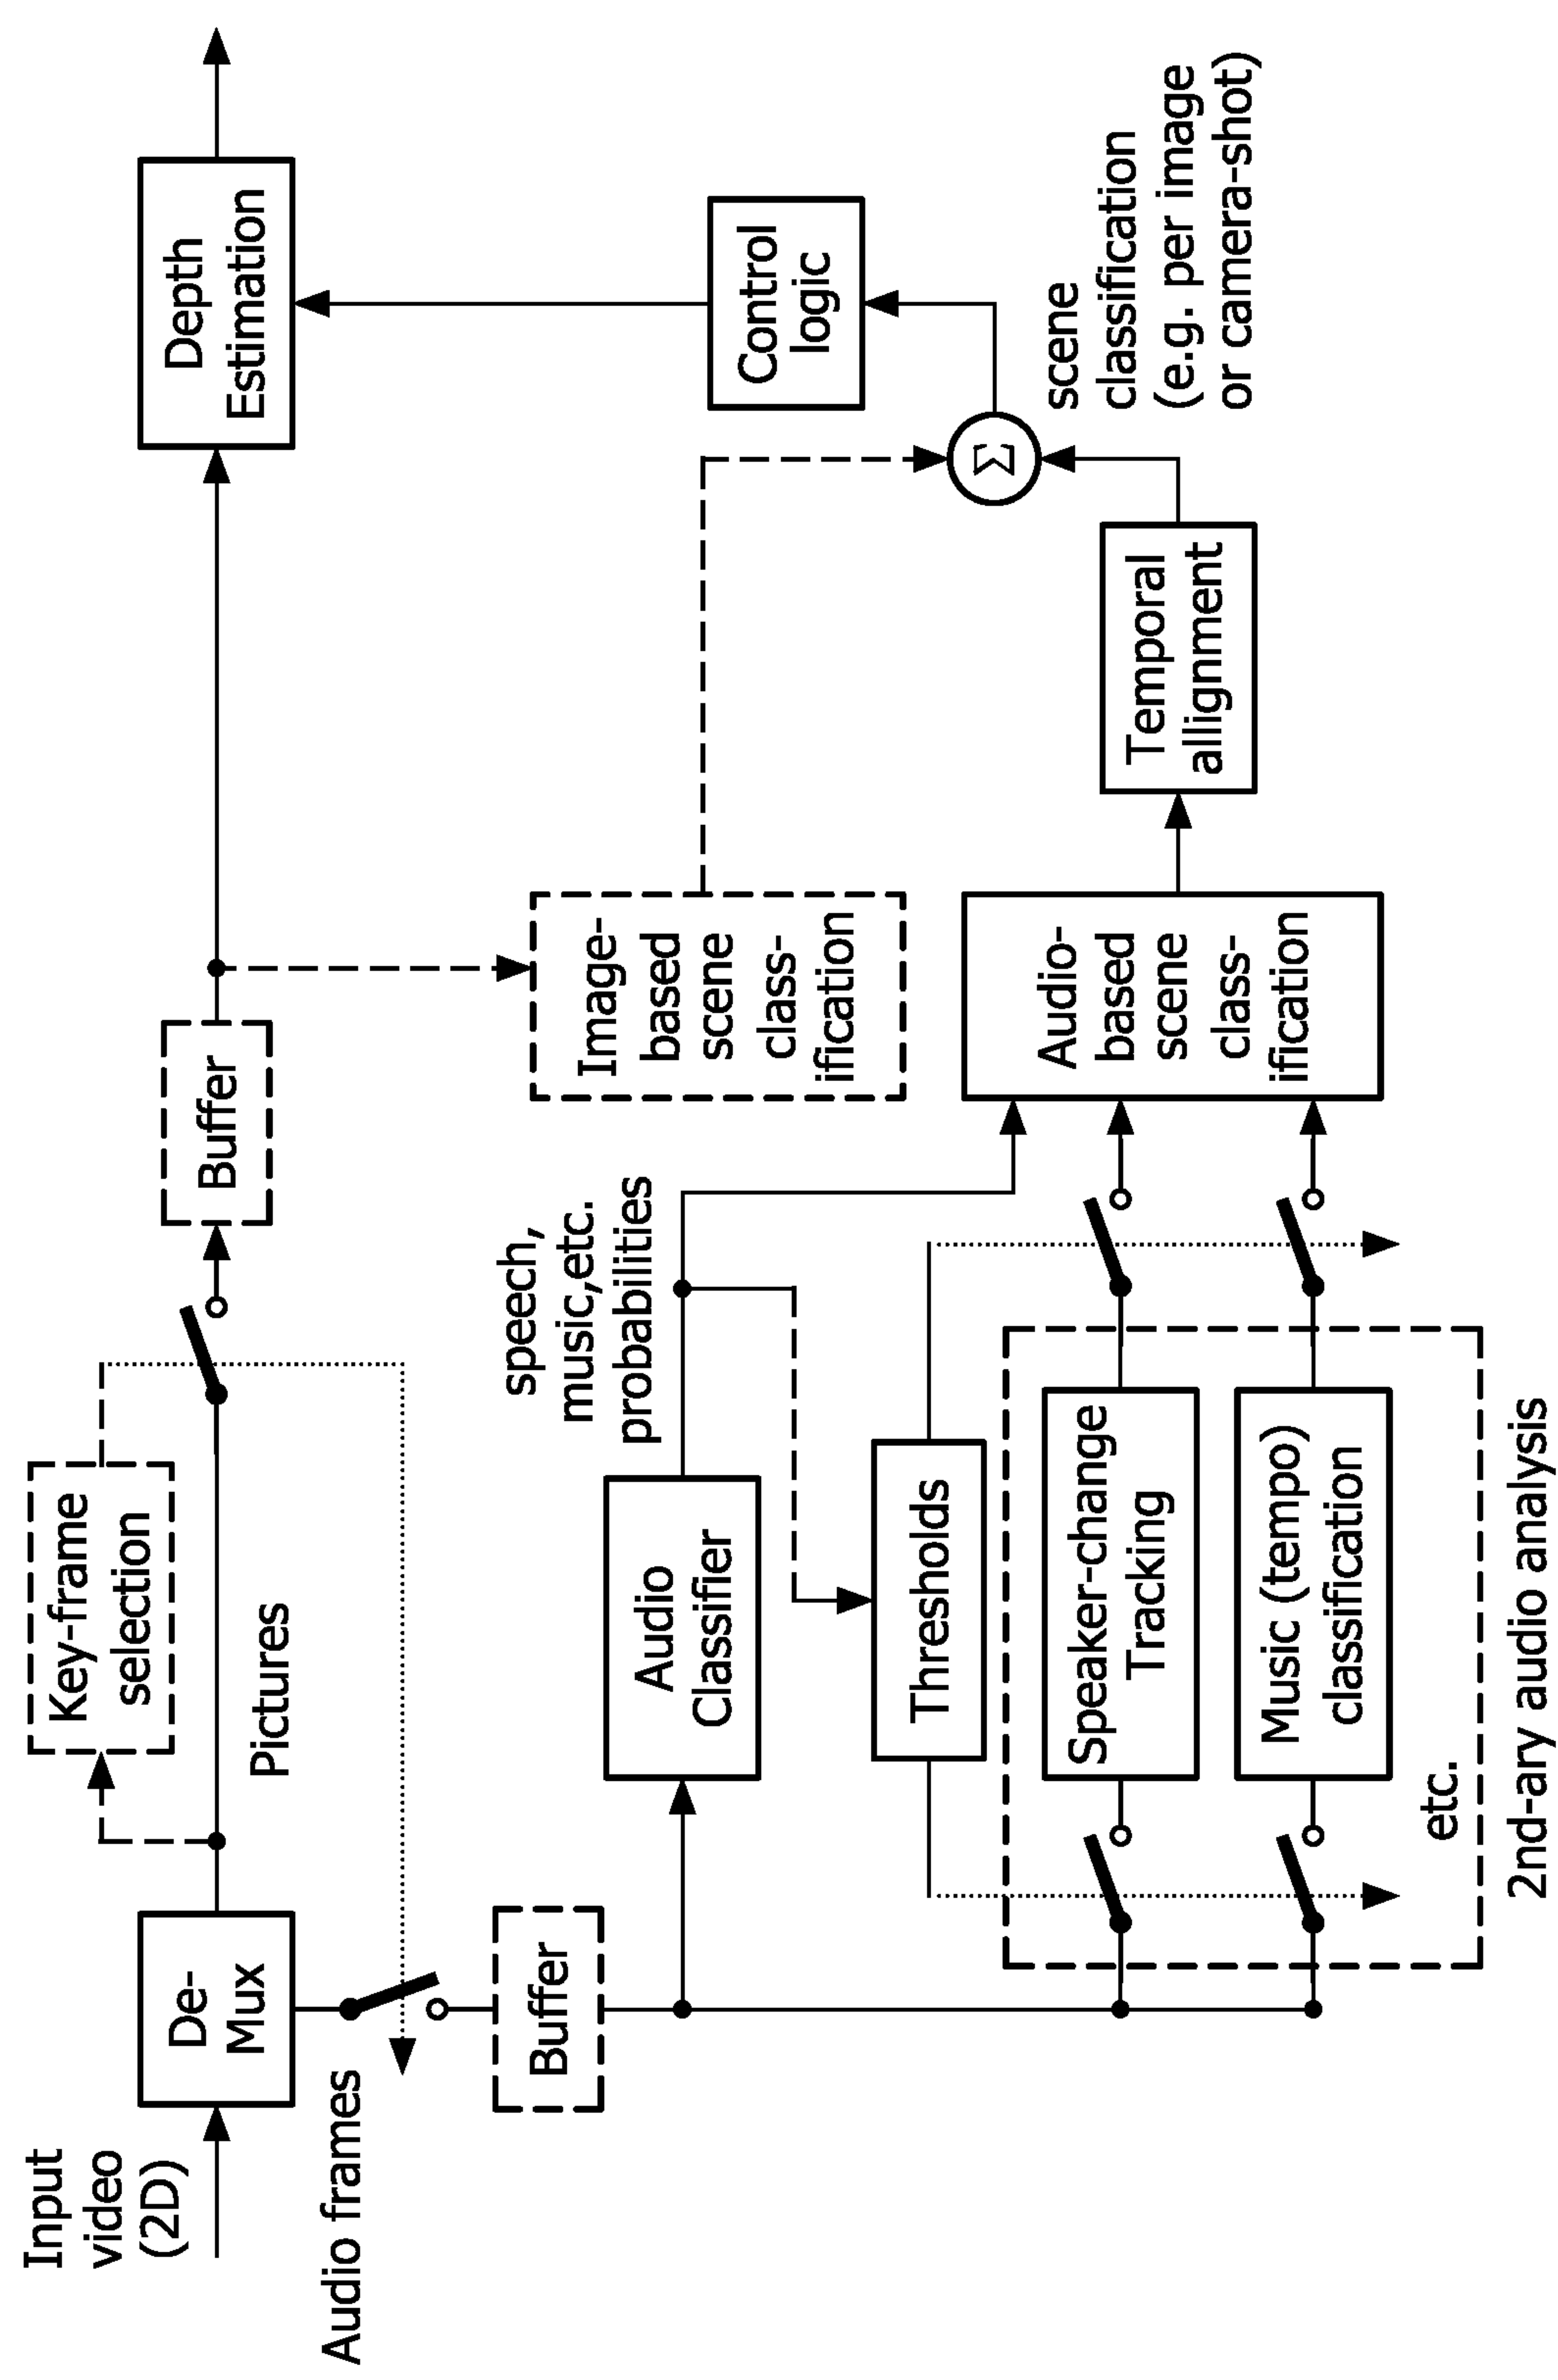 Input
video
(2D)
De-
Mux
Key-frame
selection
Pictures
Buffer
Depth
Estimation
Audio frames
Buffer
Audio
Classifier
speech,
music,etc.
probabilities
Image-
based
scene
class-
ification
Control
logic
Thresholds
Speaker-change
Tracking
Music (tempo)
classification
etc.
2nd-ary audio analysis
Audio-
based
scene
class-
ification
Temporal
allignment
Σ
scene
classification
(e.g. per image
or camera-shot)